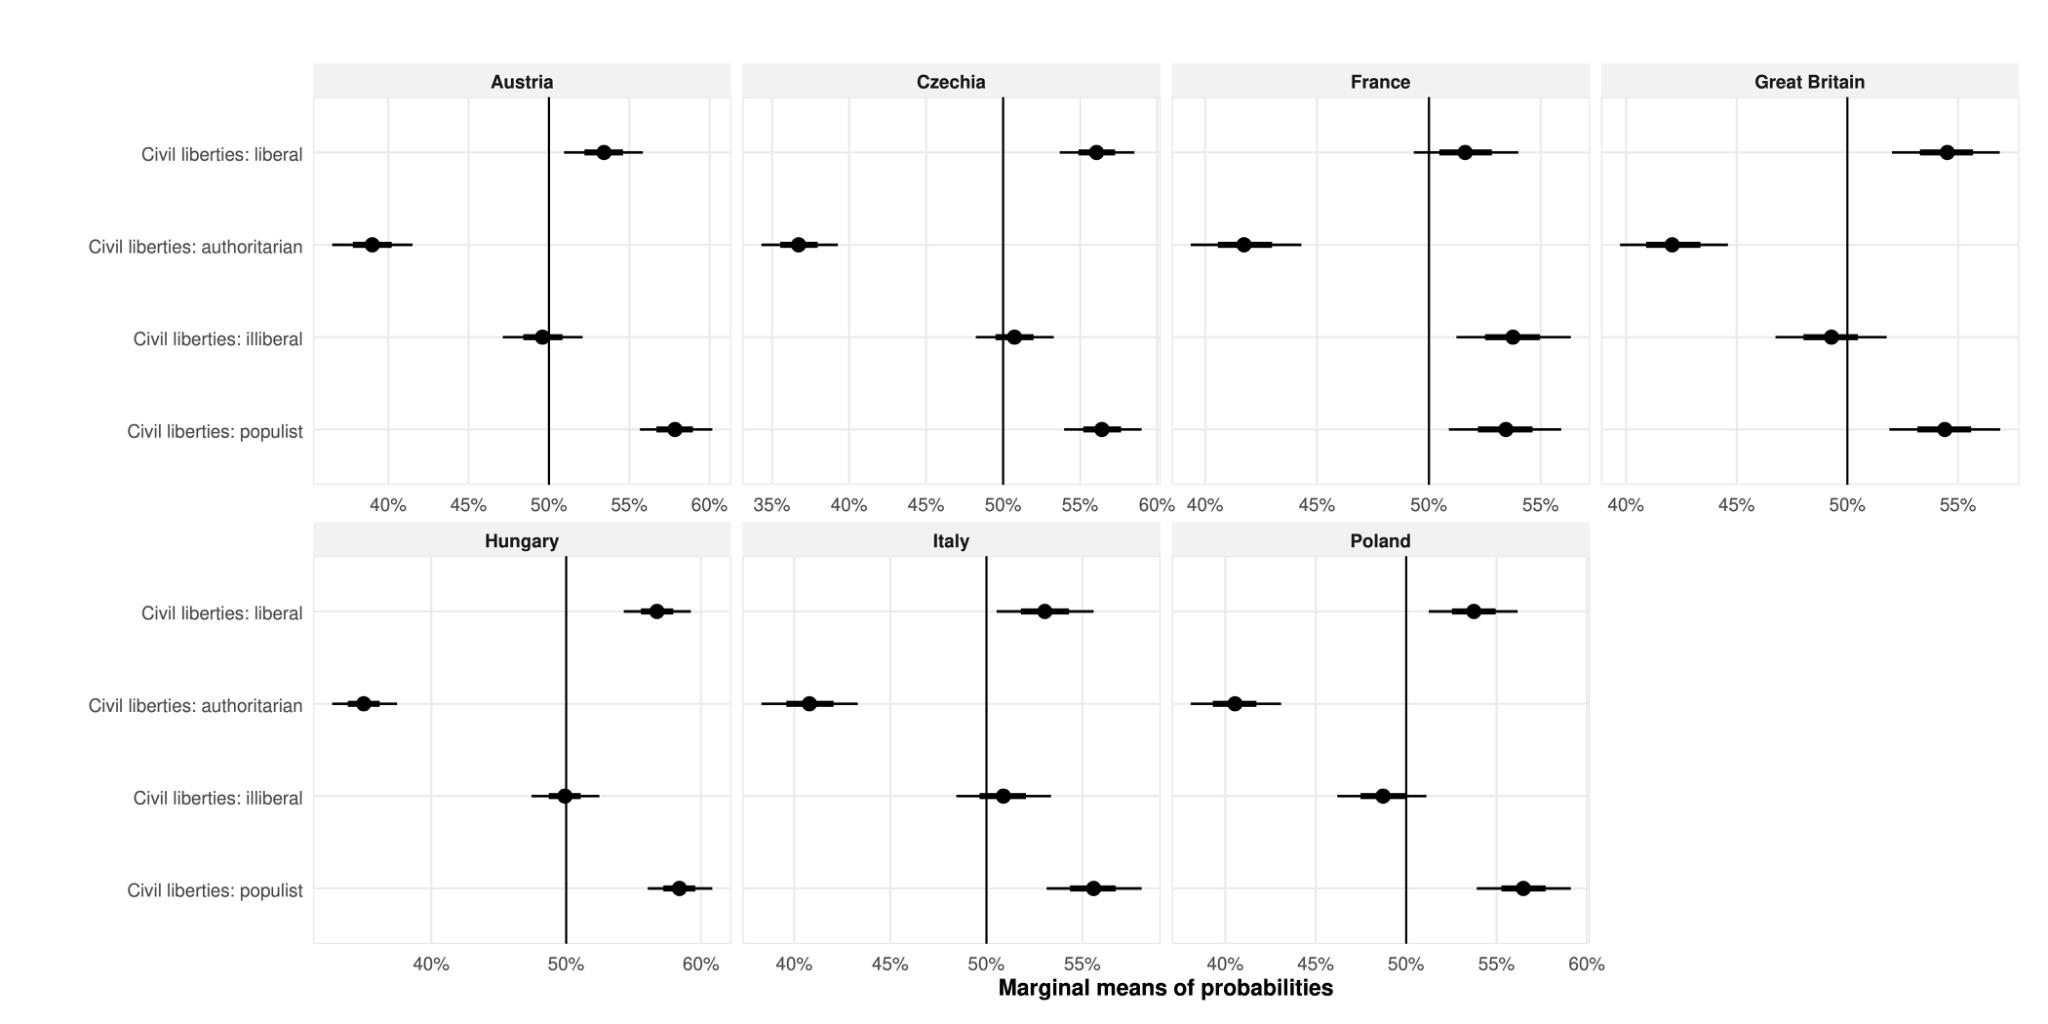 Austria
Czechia
France
Great Britain
Civil liberties: liberal
Civil liberties: authoritarian
Civil liberties: illiberal
Civil liberties: populist
40% 45% 50% 55% 60%
35% 40% 45% 50% 55% 60%
40% 45% 50% 55%
40% 45% 50% 55%
Hungary
Italy
Poland
Civil liberties: liberal
Civil liberties: authoritarian
Civil liberties: illiberal
Civil liberties: populist
40% 50% 60%
40% 45% 50% 55%
40% 45% 50% 55% 60%
Marginal means of probabilities